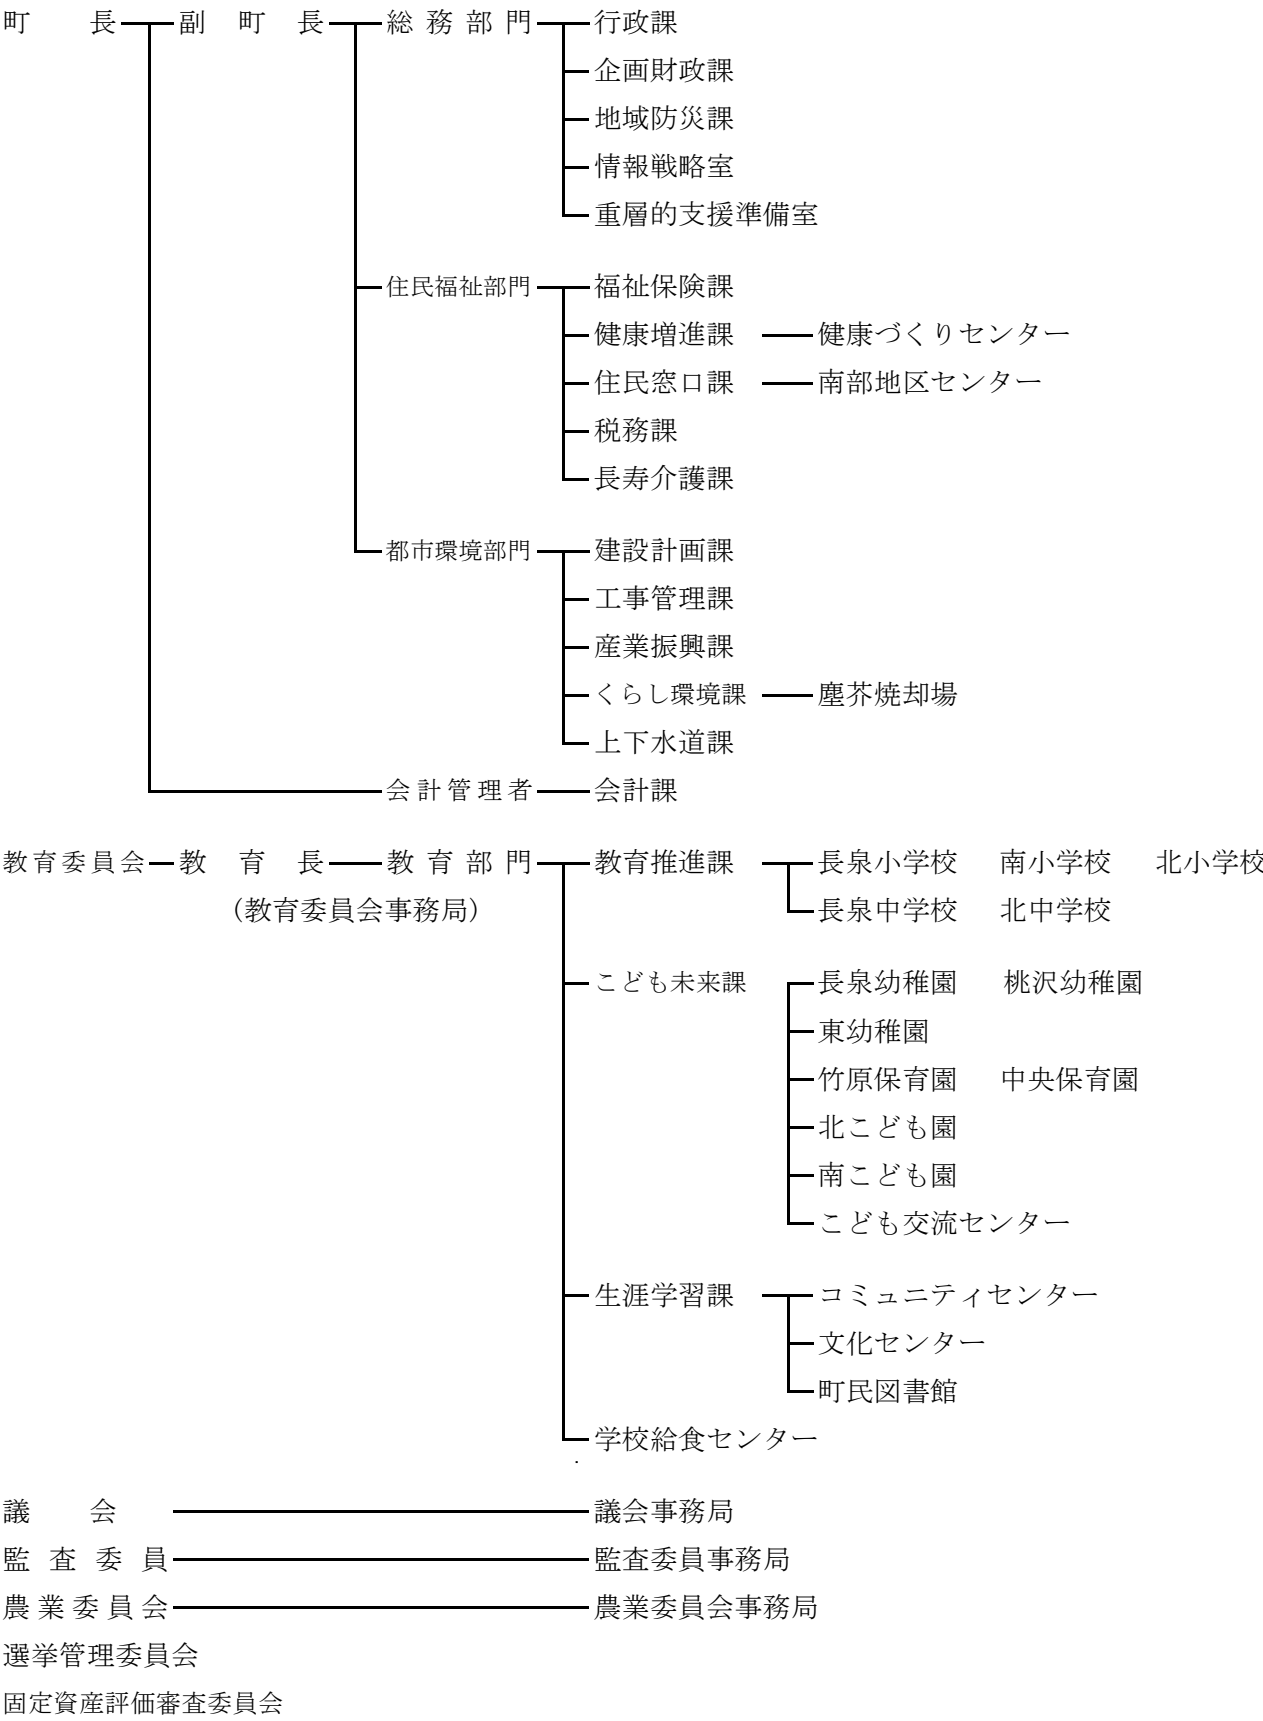 町長 副町長 総務部門 行政課
企画財政課
地域防災課
情報戦略室
重層的支援準備室
住民福祉部門 福祉保険課
健康増進課 健康づくりセンター
住民窓口課 南部地区センター
税務課
長寿介護課
都市環境部門 建設計画課
工事管理課
産業振興課
くらし環境課 塵芥焼却場
上下水道課
会計管理者 会計課
教育委員会 教育長 教育部門 教育推進課 長泉小学校 南小学校 北小学校
(教育委員会事務局) 長泉中学校 北中学校
こども未来課 長泉幼稚園 桃沢幼稚園
東幼稚園
竹原保育園 中央保育園
北こども園
南こども園
こども交流センター
生涯学習課 コミュニティセンター
文化センター
町民図書館
学校給食センター
議会 議会事務局
監査委員 監査委員事務局
農業委員会 農業委員会事務局
選挙管理委員会
固定資産評価審査委員会